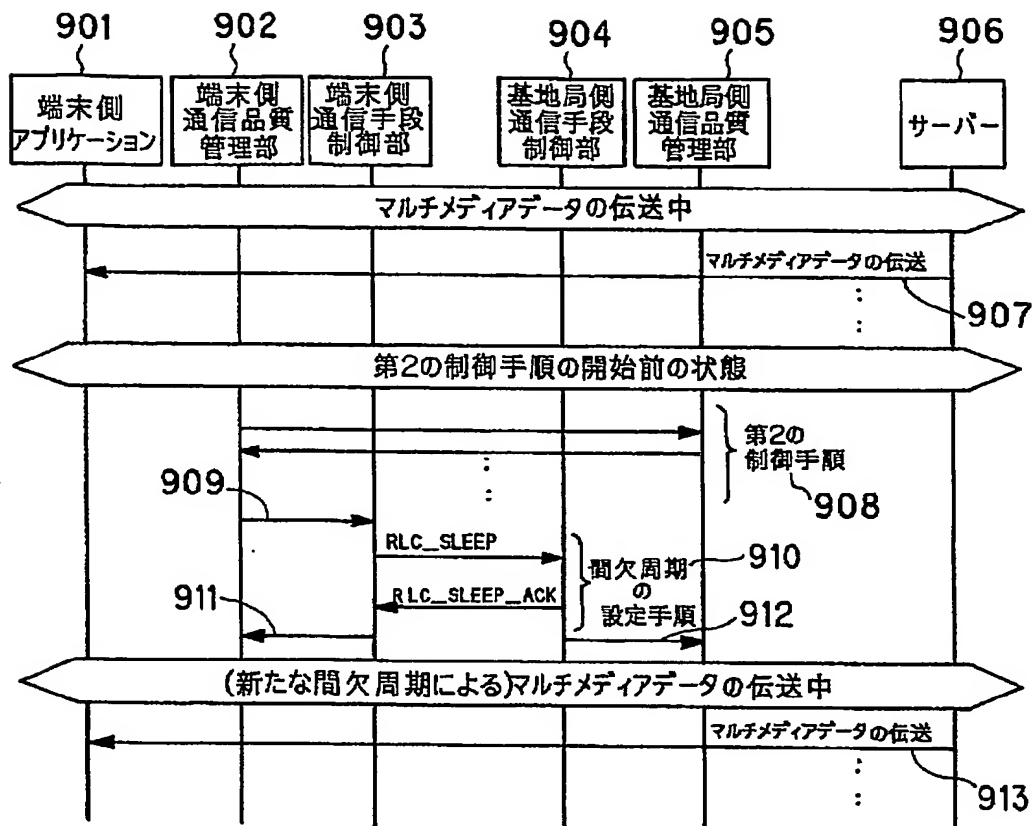 901
902
903
904
905
906
端末側
アプリケーション
端末側
通信品質
管理部
端末側
通信手段
制御部
基地局側
通信手段
制御部
基地局側
通信品質
管理部
サーバー
マルチメディアデータの伝送中
マルチメディアデータの伝送
907
第2の制御手順の開始前の状態
第2の
制御手順
908
909
RLC_SLEEP
間欠周期
の
設定手順
910
RLC_SLEEP_ACK
911
912
(新たな間欠周期による)マルチメディアデータの伝送中
マルチメディアデータの伝送
913